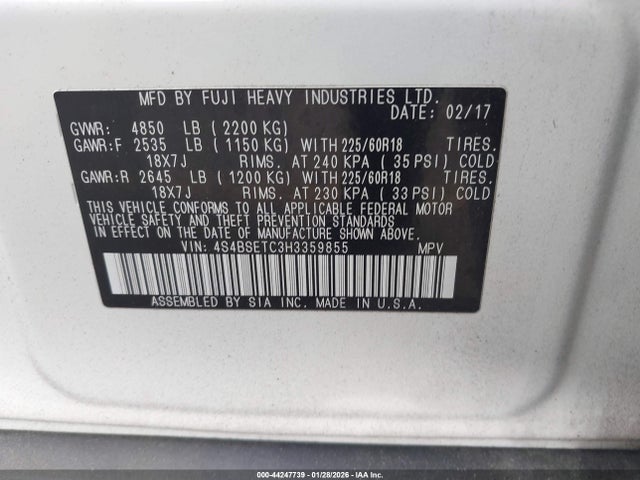 MFD BY FUJI HEAVY INDUSTRIES LTD.
DATE: 02/17
GVWR: 4850 LB (2200 KG)
GAWR:F 2535 LB (1150 KG) WITH 225/60R18 TIRES.
18X7J RIMS. AT 240 KPA (35 PSI) COLD
GAWR:R 2645 LB (1200 KG) WITH 225/60R18 TIRES.
18X7J RIMS. AT 230 KPA (33 PSI) COLD
THIS VEHICLE CONFORMS TO ALL APPLICABLE FEDERAL MOTOR
VEHICLE SAFETY AND THEFT PREVENTION STANDARDS IN
EFFECT ON THE DATE OF MANUFACTURE SHOWN ABOVE.
VIN: 4S4BSETC3H3359855 MPV
ASSEMBLED BY SIA INC. MADE IN U.S.A.
000-44247739 - 01/28/2026 - IAA Inc.